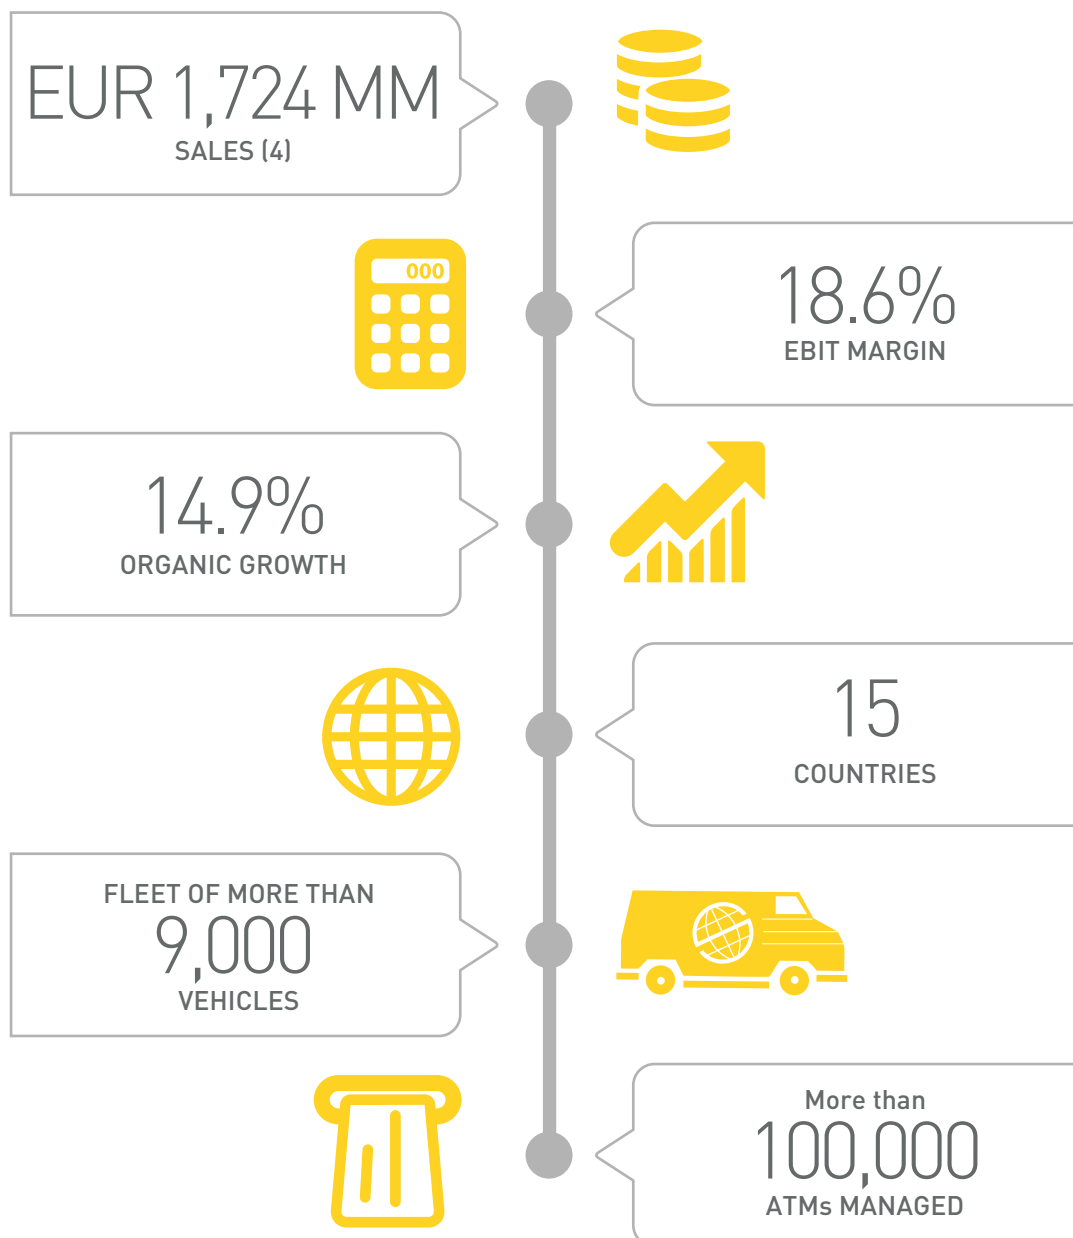 EUR 1,724 MM
SALES (4)
000
18.6%
EBIT MARGIN
14.9%
ORGANIC GROWTH
15
COUNTRIES
FLEET OF MORE THAN
9,000
VEHICLES
More than
100,000
ATMs MANAGED